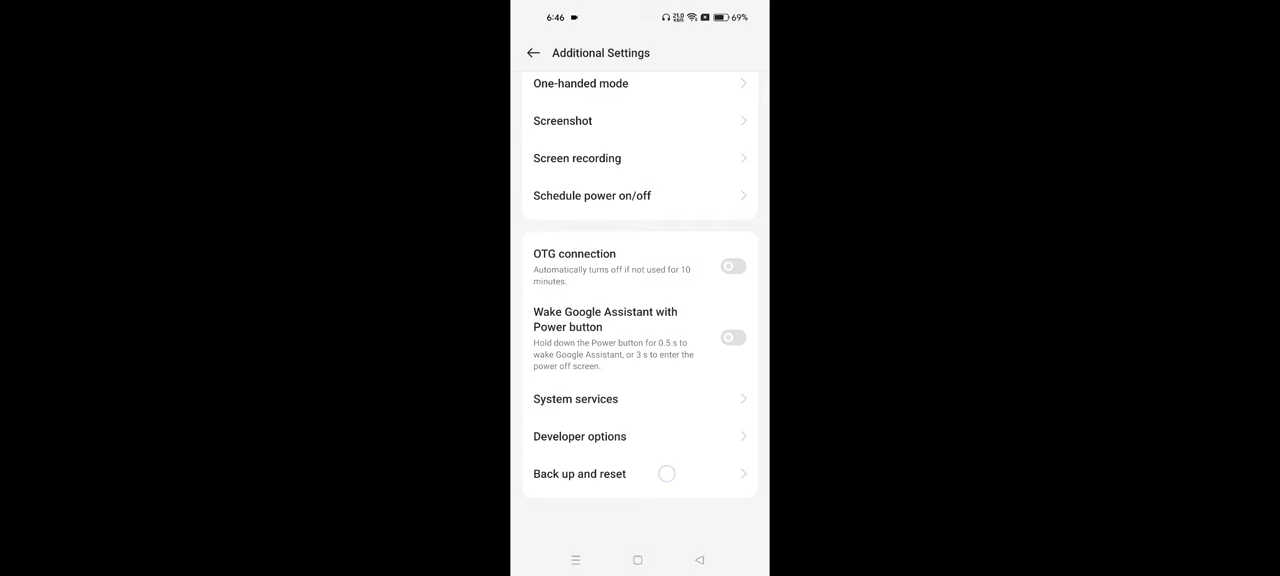 6:46
21.0
KB/S
69%
Additional Settings
One-handed mode
Screenshot
Screen recording
Schedule power on/off
OTG connection
Automatically turns off if not used for 10
minutes.
Wake Google Assistant with
Power button
Hold down the Power button for 0.5 s to
wake Google Assistant, or 3 s to enter the
power off screen.
System services
Developer options
Back up and reset